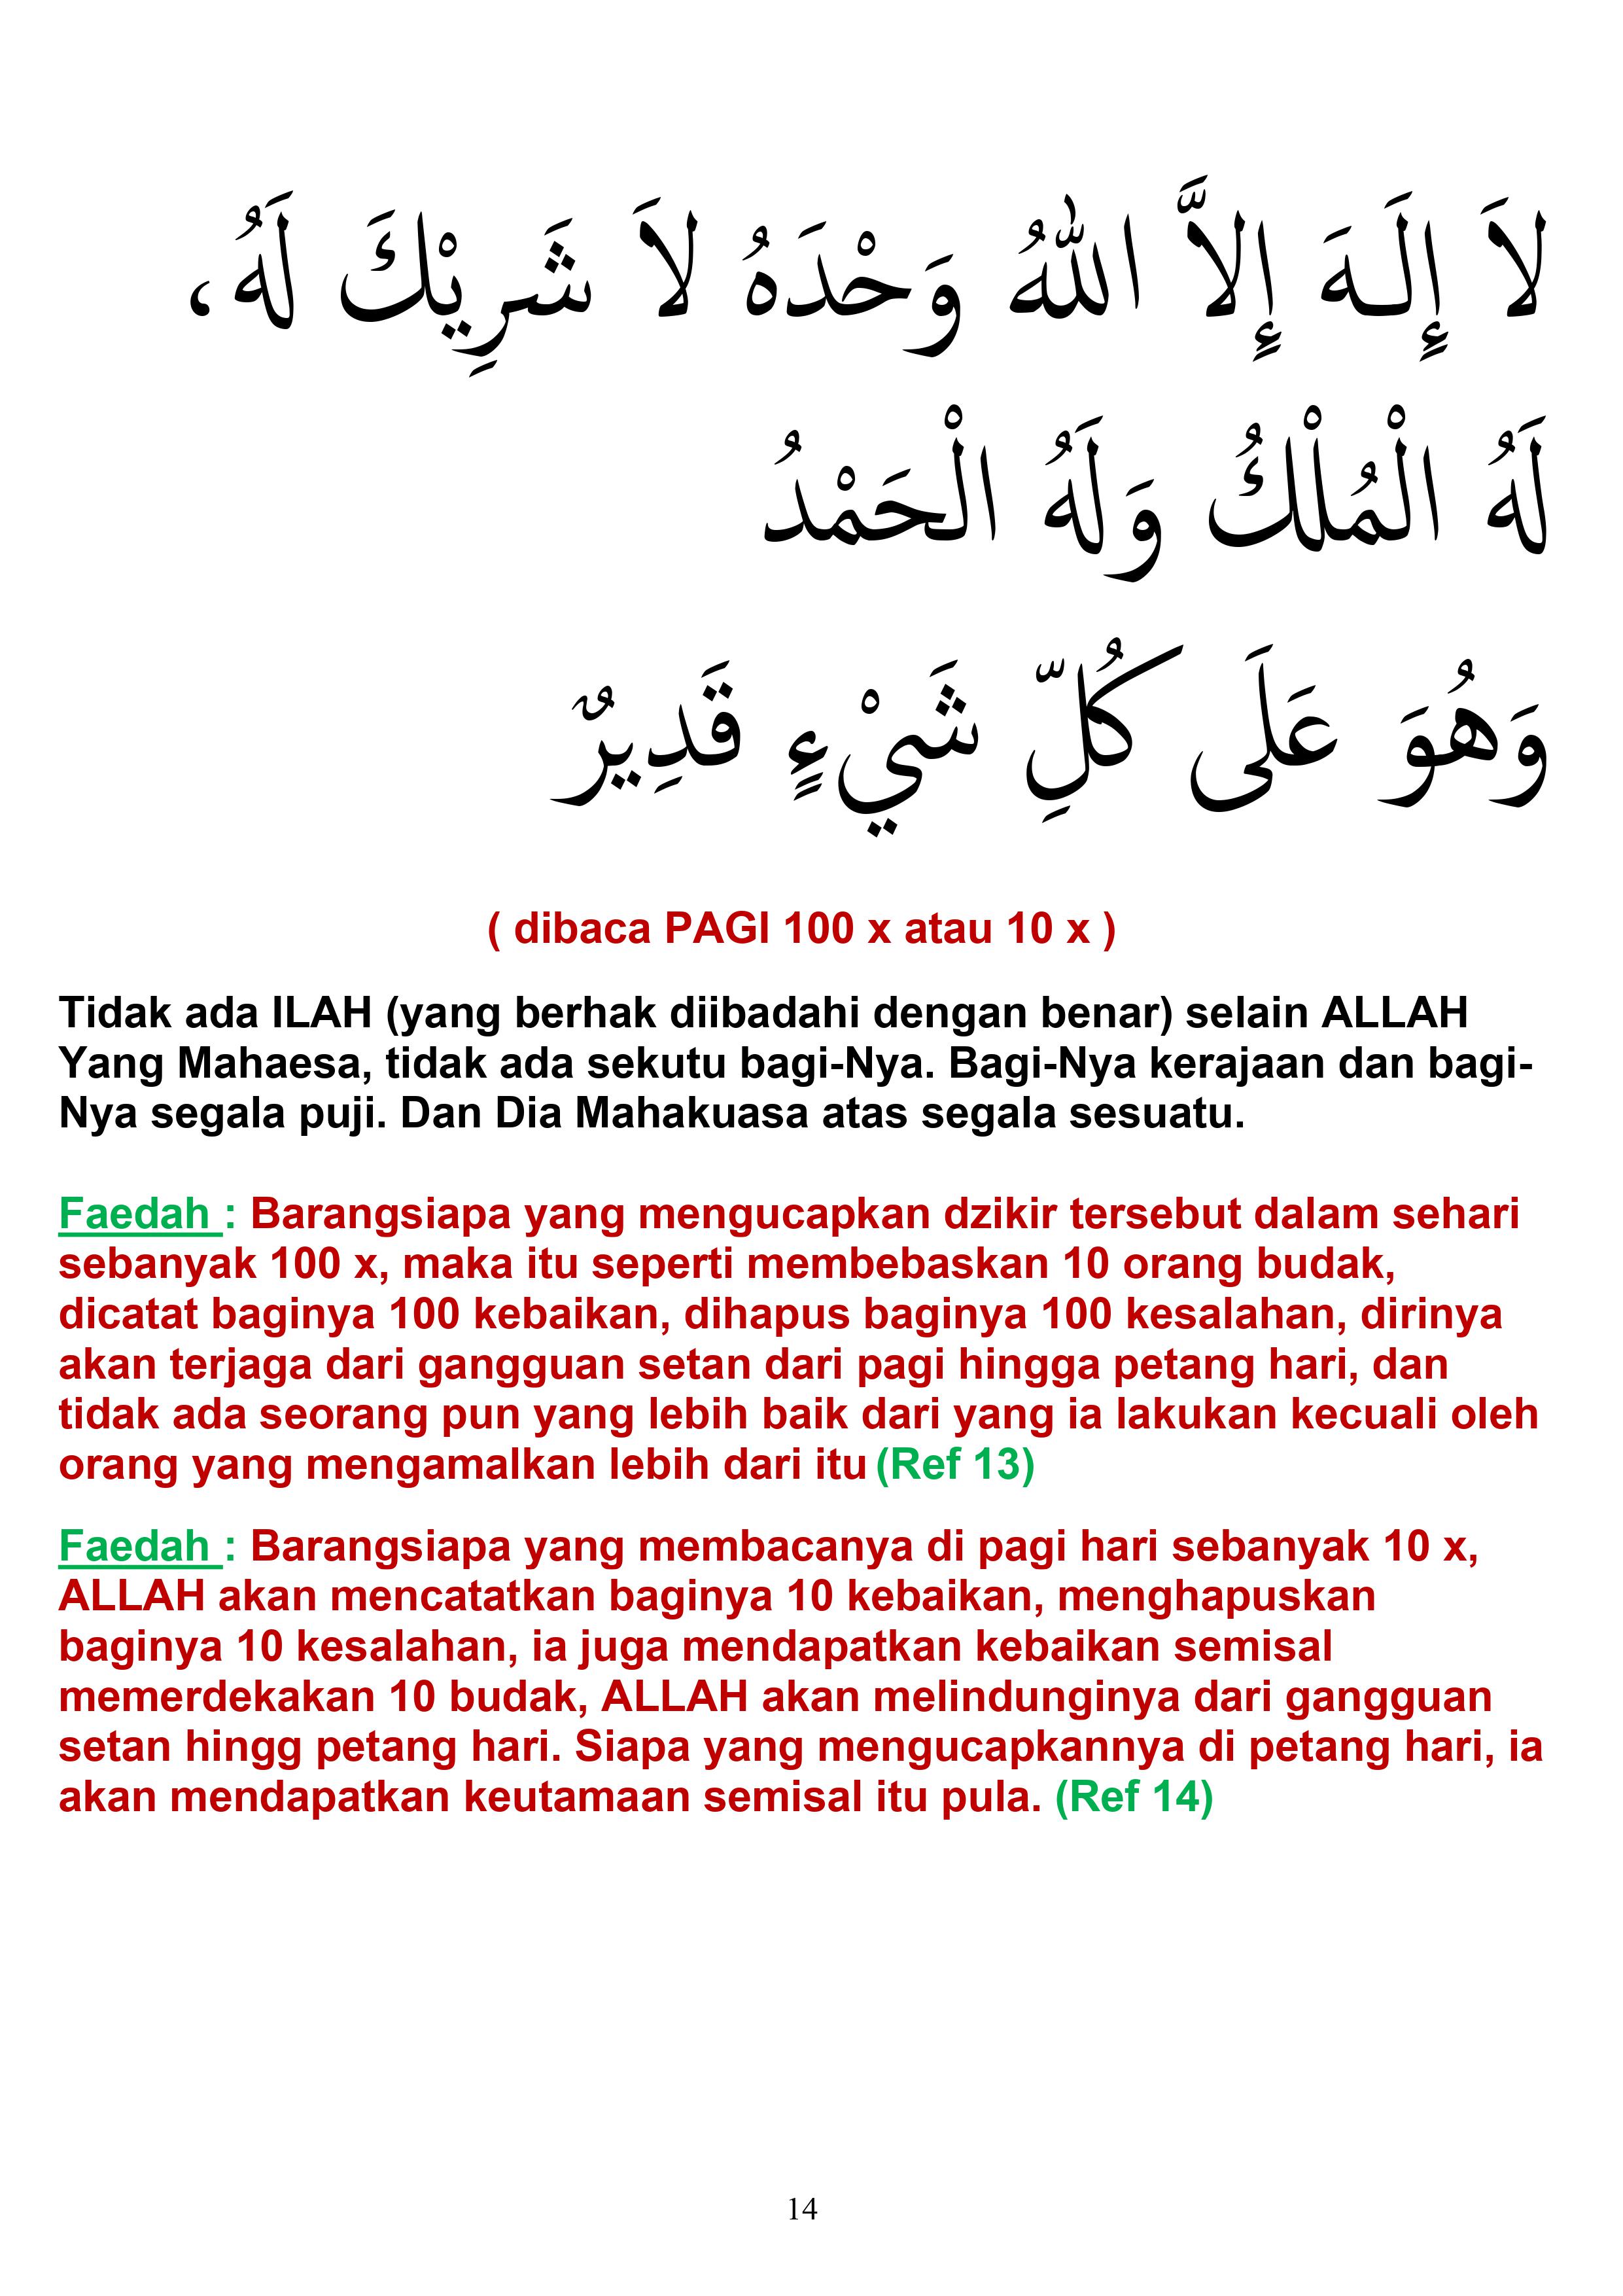 لاَ إِلَـهَ إِلاَّ اللهُ وَحْدَهُ لاَ شَرِيْكَ لَهُ،
لَهُ الْمُلْكُ وَلَهُ الْحَمْدُ
وَهُوَ عَلَى كُلِّ شَيْءٍ قَدِيرٌ
( dibaca PAGI 100 x atau 10 x )
Tidak ada ILAH (yang berhak diibadahi dengan benar) selain ALLAH
Yang Mahaesa, tidak ada sekutu bagi-Nya. Bagi-Nya kerajaan dan bagi-
Nya segala puji. Dan Dia Mahakuasa atas segala sesuatu.
Faedah : Barangsiapa yang mengucapkan dzikir tersebut dalam sehari
sebanyak 100 x, maka itu seperti membebaskan 10 orang budak,
dicatat baginya 100 kebaikan, dihapus baginya 100 kesalahan, dirinya
akan terjaga dari gangguan setan dari pagi hingga petang hari, dan
tidak ada seorang pun yang lebih baik dari yang ia lakukan kecuali oleh
orang yang mengamalkan lebih dari itu (Ref 13)
Faedah : Barangsiapa yang membacanya di pagi hari sebanyak 10 x,
ALLAH akan mencatatkan baginya 10 kebaikan, menghapuskan
baginya 10 kesalahan, ia juga mendapatkan kebaikan semisal
memerdekakan 10 budak, ALLAH akan melindunginya dari gangguan
setan hingg petang hari. Siapa yang mengucapkannya di petang hari, ia
akan mendapatkan keutamaan semisal itu pula. (Ref 14)
14